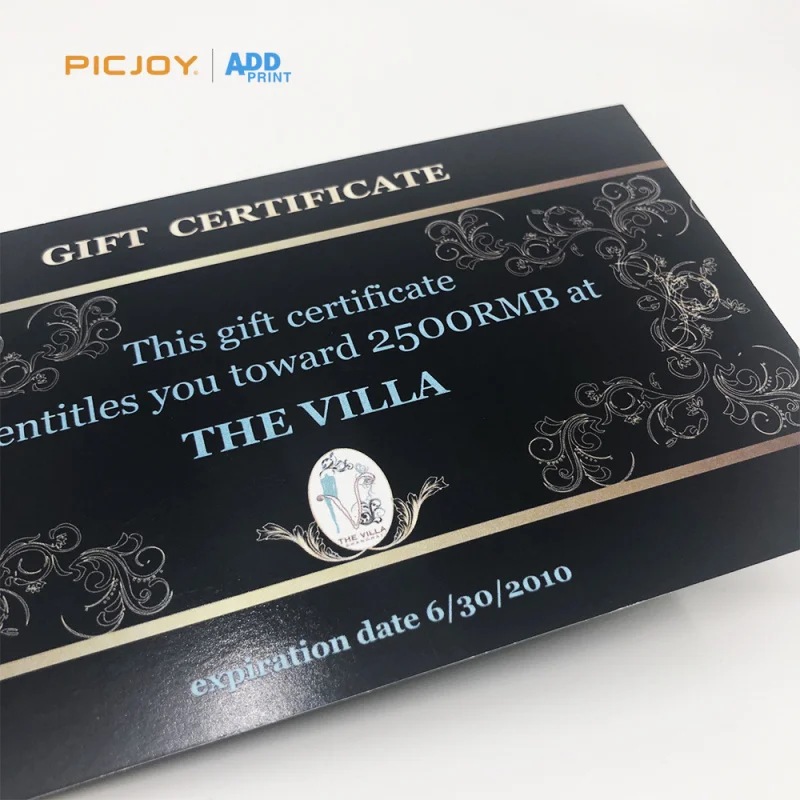 PICJOY® | ADD PRINT
GIFT CERTIFICATE
This gift certificate
entitles you toward 2500RMB at
THE VILLA
THE VILLA
expiration date 6/30/2010